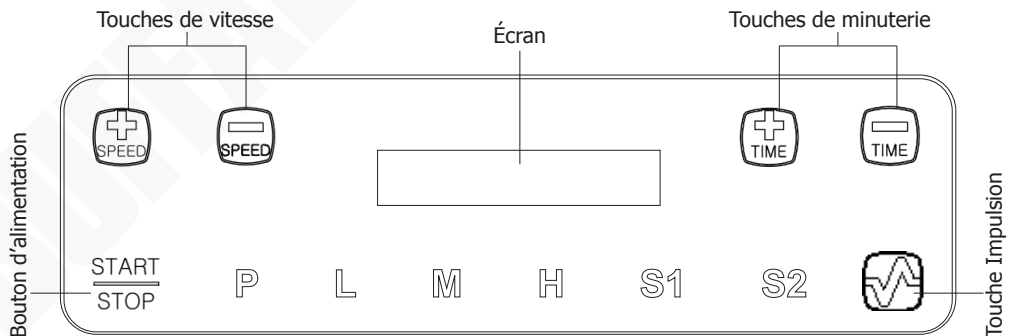 Touches de vitesse
Écran
Touches de minuterie
SPEED
SPEED
TIME
TIME
Bouton d'alimentation
START
STOP
P
L
M
H
S1
S2
Touche Impulsion